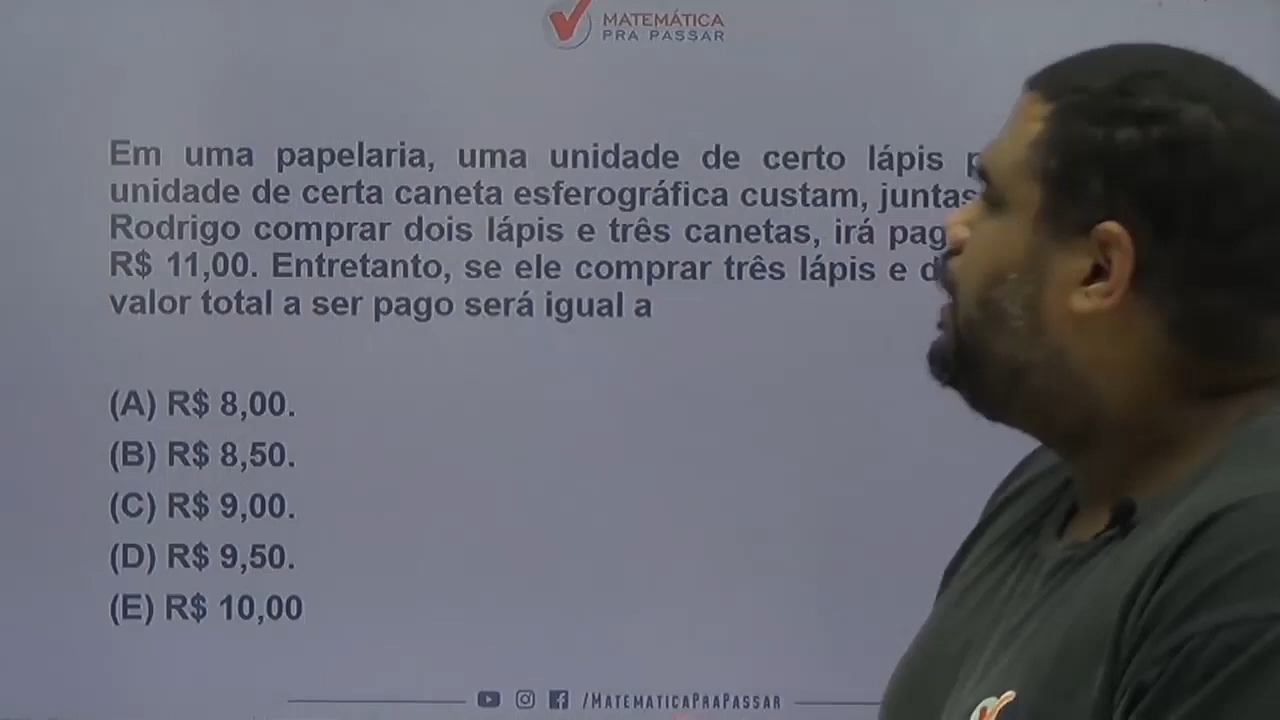 MATEMÁTICA
PRA PASSAR
Em uma papelaria, uma unidade de certo lápis
unidade de certa caneta esferográfica custam, juntas
Rodrigo comprar dois lápis e três canetas, irá
R$ 11,00. Entretanto, se ele comprar três lápis e
valor total a ser pago será igual a
(A) R$ 8,00.
(B) R$ 8,50.
(C) R$ 9,00.
(D) R$ 9,50.
(E) R$ 10,00
/MATEMATICAPRAPASSAR